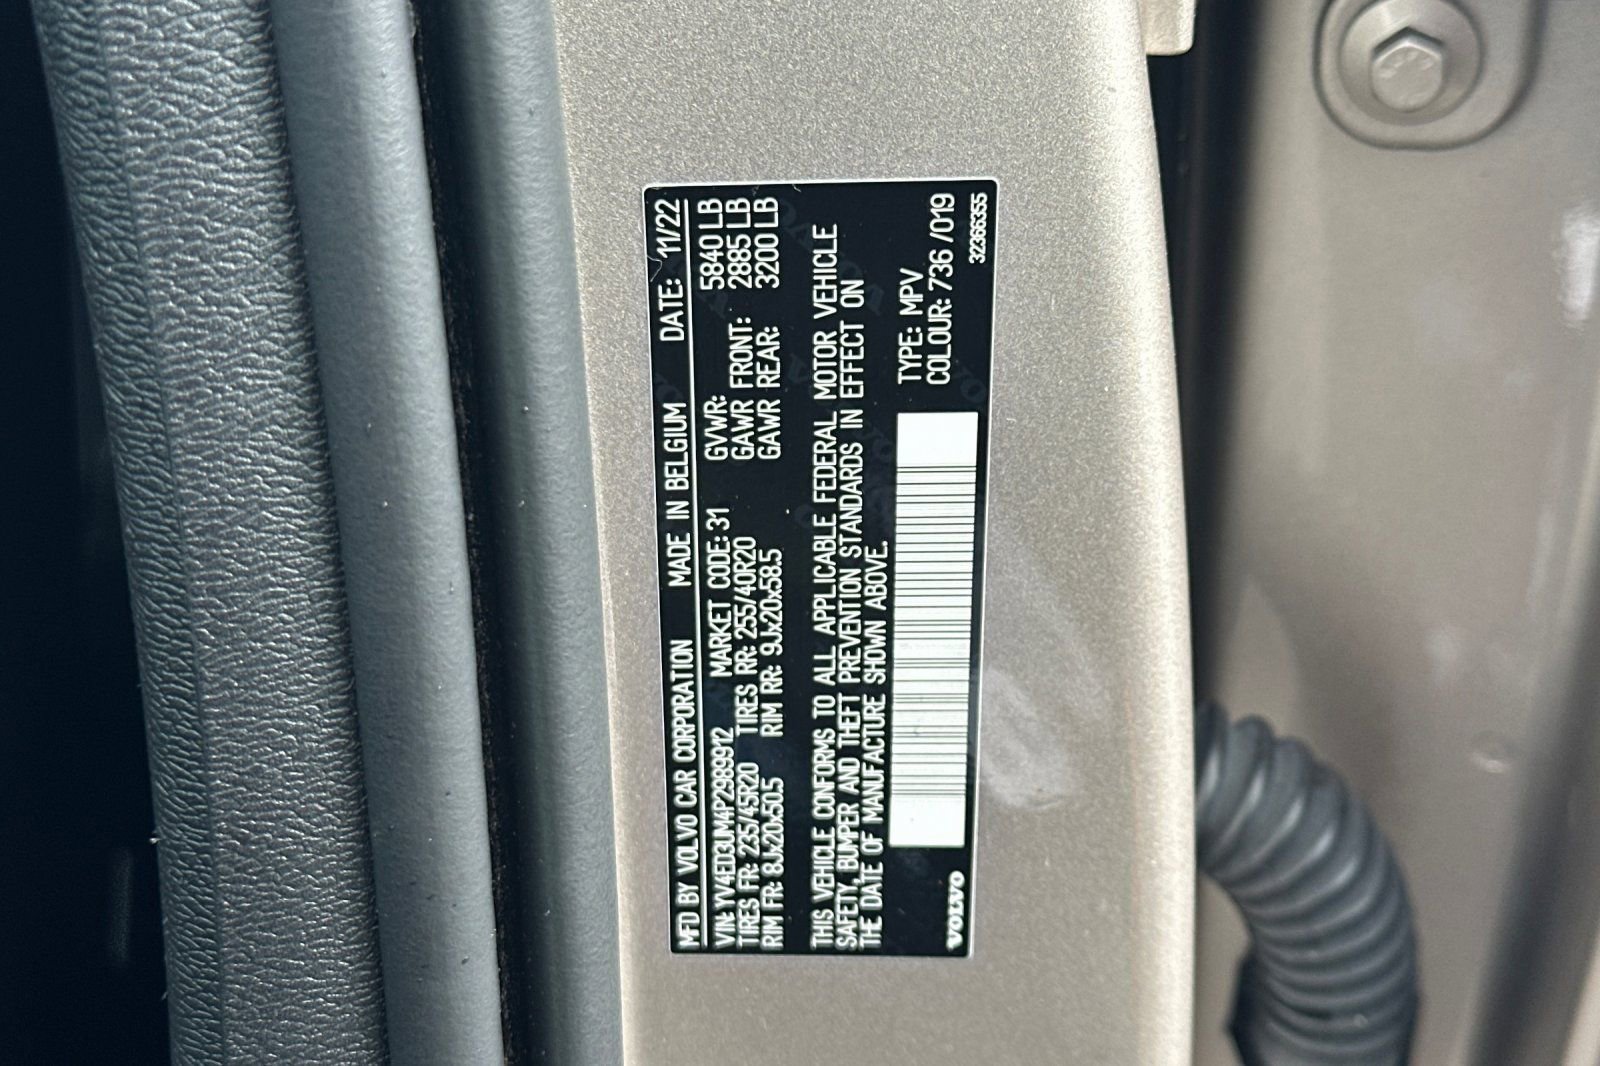 MFD BY VOLVO CAR CORPORATION MADE IN BELGIUM DATE: 11/22
VIN: YV4ED3UM4P2989912 MARKET CODE: 31 GVWR: 5840 LB
TIRES FR: 235/45R20 TIRES RR: 255/40R20 GAWR FRONT: 2885 LB
RIM FR: 8Jx20x50.5 RIM RR: 9Jx20x58.5 GAWR REAR: 3200 LB
THIS VEHICLE CONFORMS TO ALL APPLICABLE FEDERAL MOTOR VEHICLE
SAFETY, BUMPER AND THEFT PREVENTION STANDARDS IN EFFECT ON
THE DATE OF MANUFACTURE SHOWN ABOVE.
TYPE: MPV
COLOUR: 736 /019
VOLVO
32366355